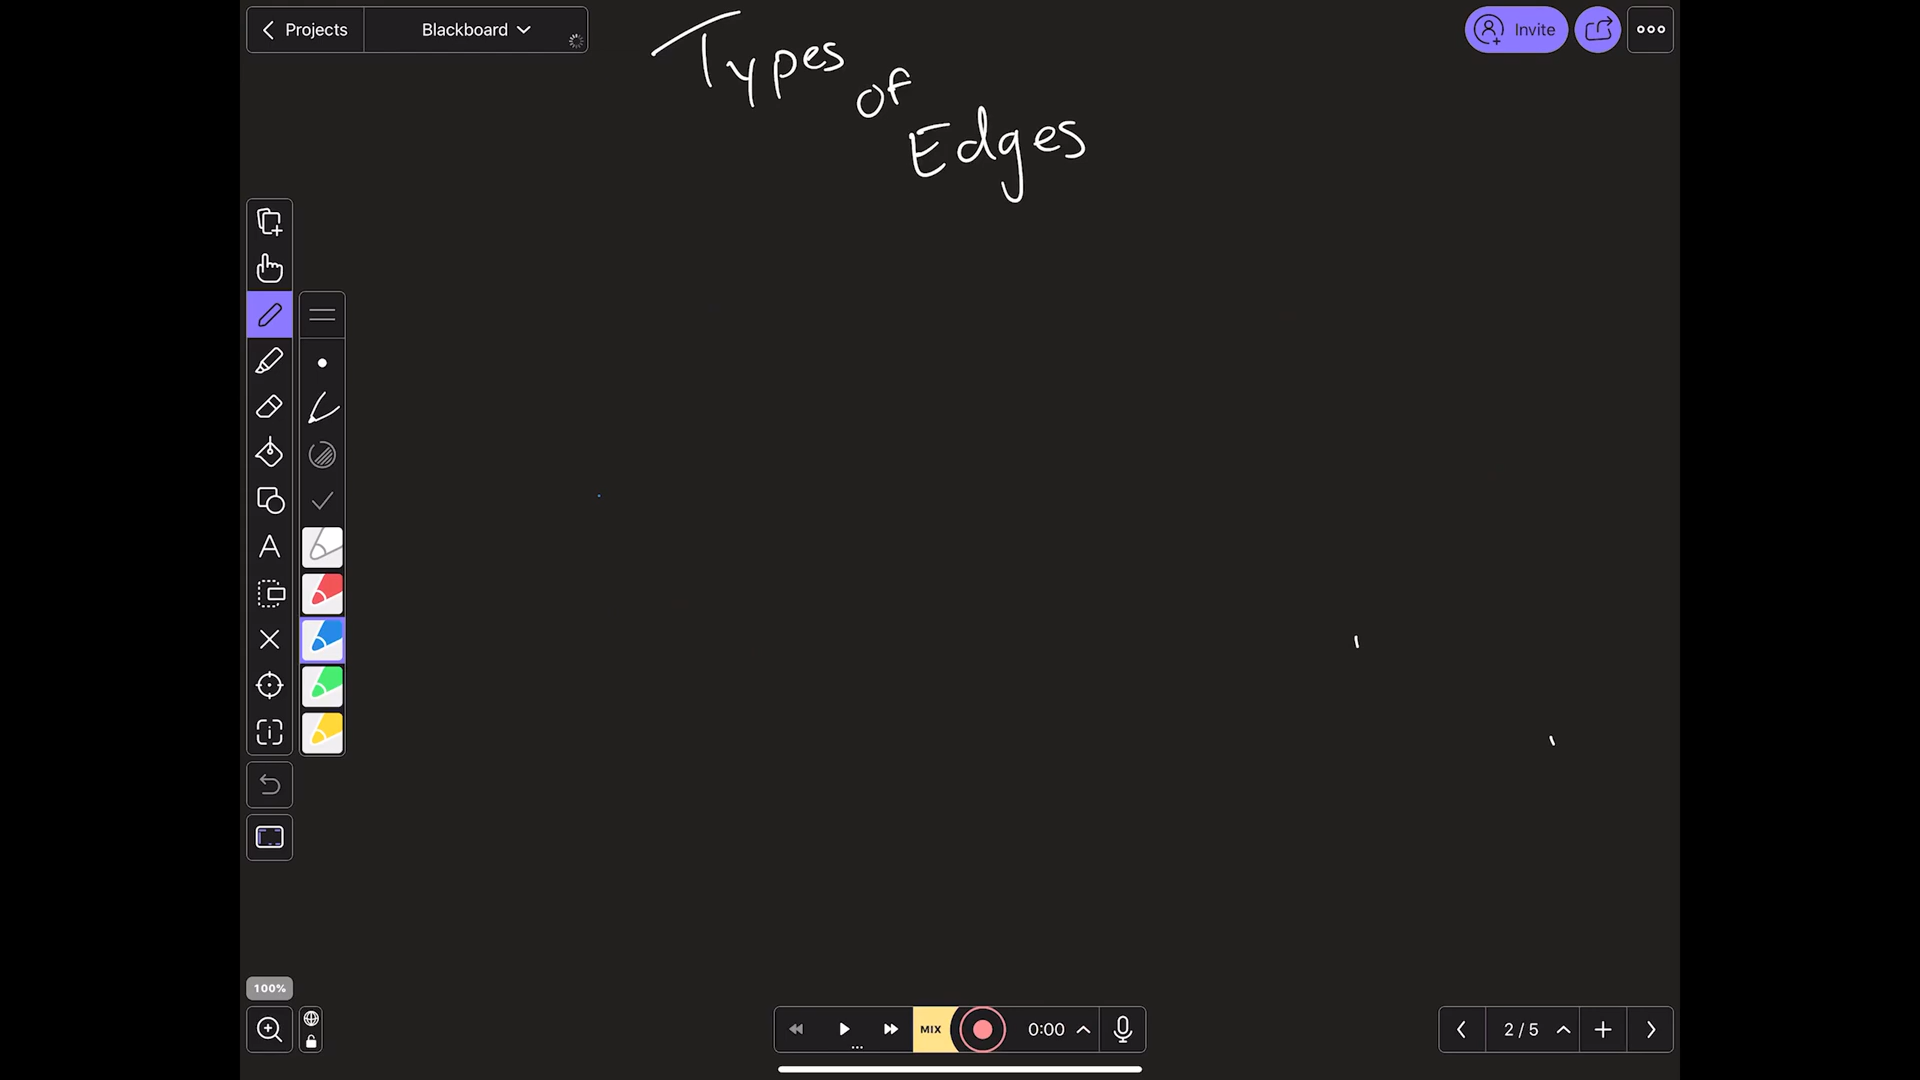 Projects
Blackboard
Invite
Types
of
Edges
A
100%
MIX
0:00
2 / 5